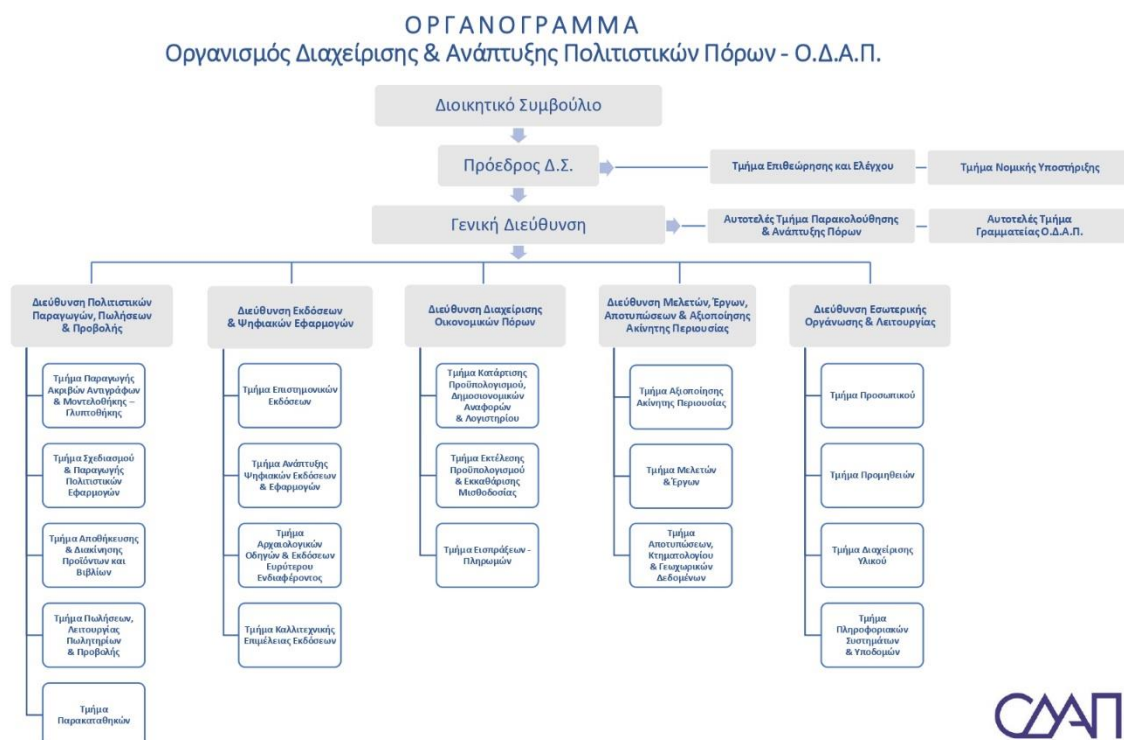 ΟΡΓΑΝΟΓΡΑΜΜΑ
Οργανισμός Διαχείρισης & Ανάπτυξης Πολιτιστικών Πόρων - Ο.Δ.Α.Π.
Διοικητικό Συμβούλιο
Πρόεδρος Δ.Σ.
Τμήμα Επιθεώρησης και Ελέγχου
Τμήμα Νομικής Υποστήριξης
Γενική Διεύθυνση
Αυτοτελές Τμήμα Παρακολούθησης
& Ανάπτυξης Πόρων
Αυτοτελές Τμήμα
Γραμματείας Ο.Δ.Α.Π.
Διεύθυνση Πολιτιστικών
Παραγωγών, Πωλήσεων
& Προβολής
Τμήμα Παραγωγής
Ακριβών Αντιγράφων
& Μοντελοθήκης –
Γλυπτοθήκης
Τμήμα Σχεδιασμού
& Παραγωγής
Πολιτιστικών
Εφαρμογών
Τμήμα Αποθήκευσης
& Διακίνησης
Προϊόντων και
Βιβλίων
Τμήμα Πωλήσεων,
Λειτουργίας
Πωλητηρίων
& Προβολής
Τμήμα
Παρακαταθηκών
Διεύθυνση Εκδόσεων
& Ψηφιακών Εφαρμογών
Τμήμα Επιστημονικών
Εκδόσεων
Τμήμα Ανάπτυξης
Ψηφιακών Εκδόσεων
& Εφαρμογών
Τμήμα
Αρχαιολογικών
Οδηγών & Εκδόσεων
Ευρύτερου
Ενδιαφέροντος
Τμήμα Καλλιτεχνικής
Επιμέλειας Εκδόσεων
Διεύθυνση Διαχείρισης
Οικονομικών Πόρων
Τμήμα Κατάρτισης
Προϋπολογισμού,
Δημοσιονομικών
Αναφορών
& Λογιστηρίου
Τμήμα Εκτέλεσης
Προϋπολογισμού
& Εκκαθάρισης
Μισθοδοσίας
Τμήμα Εισπράξεων -
Πληρωμών
Διεύθυνση Μελετών, Έργων,
Αποτυπώσεων & Αξιοποίησης
Ακίνητης Περιουσίας
Τμήμα Αξιοποίησης
Ακίνητης Περιουσίας
Τμήμα Μελετών
& Έργων
Τμήμα
Αποτυπώσεων,
Κτηματολογίου
& Γεωχωρικών
Δεδομένων
Διεύθυνση Εσωτερικής
Οργάνωσης & Λειτουργίας
Τμήμα Προσωπικού
Τμήμα Προμηθειών
Τμήμα Διαχείρισης
Υλικού
Τμήμα
Πληροφοριακών
Συστημάτων
& Υποδομών
ΟΔΑΠ